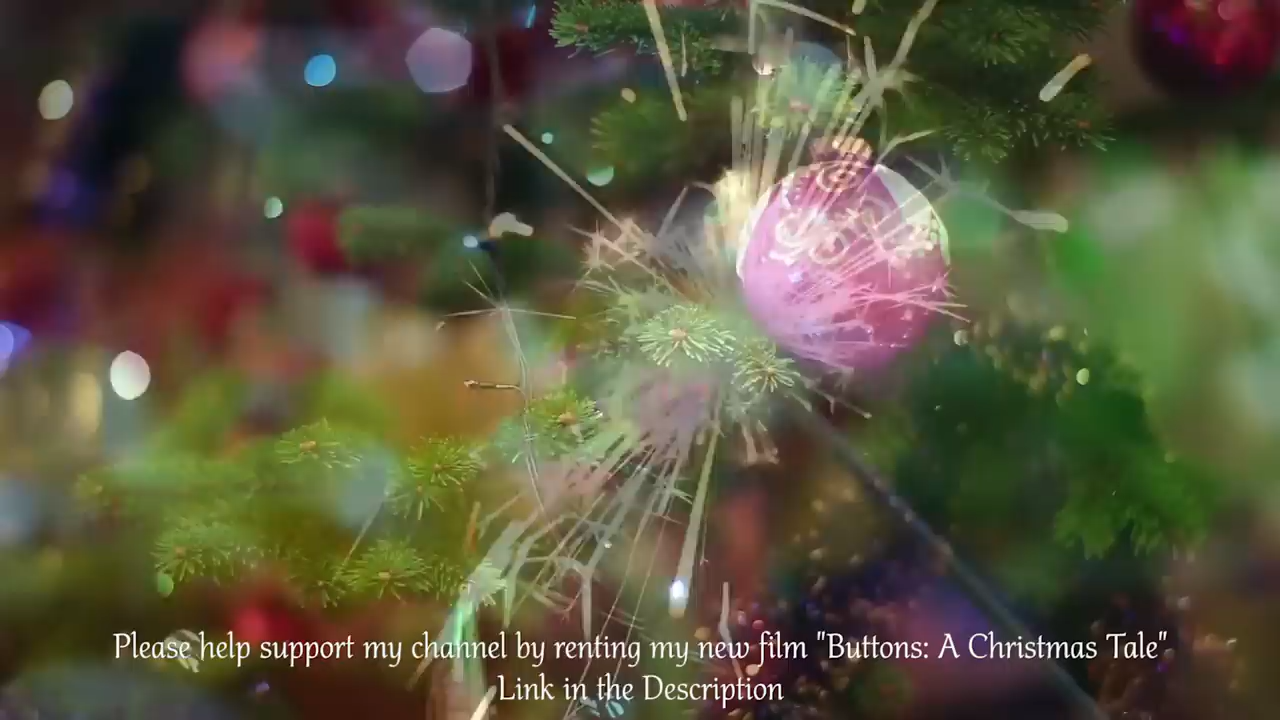 Please help support my channel by renting my new film "Buttons: A Christmas Tale"
Link in the Description